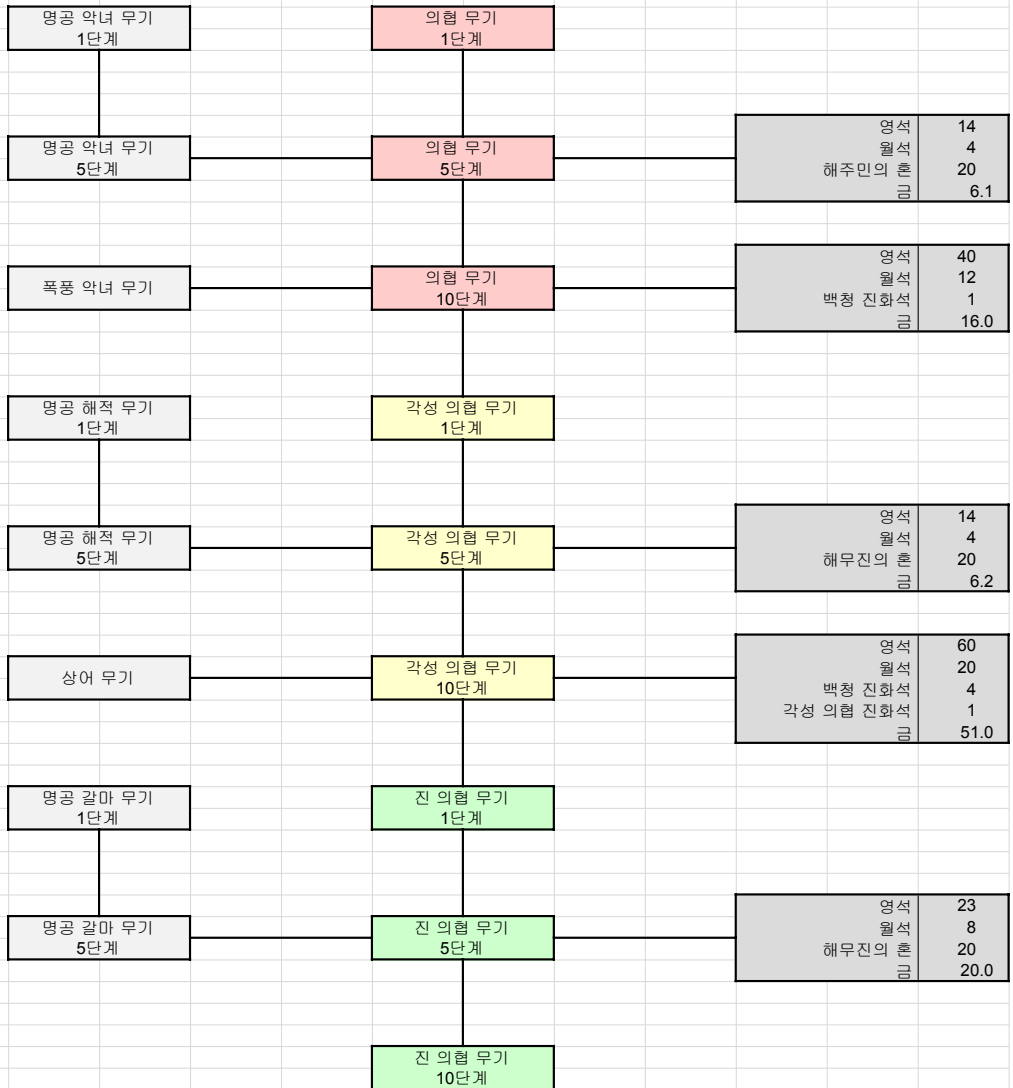 명공 악녀 무기
1단계
의협 무기
1단계
명공 악녀 무기
5단계
의협 무기
5단계
영석 14
월석 4
해주민의 혼 20
금 6.1
폭풍 악녀 무기
의협 무기
10단계
영석 40
월석 12
백청 진화석 1
금 16.0
명공 해적 무기
1단계
각성 의협 무기
1단계
명공 해적 무기
5단계
각성 의협 무기
5단계
영석 14
월석 4
해무진의 혼 20
금 6.2
상어 무기
각성 의협 무기
10단계
영석 60
월석 20
백청 진화석 4
각성 의협 진화석 1
금 51.0
명공 갈마 무기
1단계
진 의협 무기
1단계
명공 갈마 무기
5단계
진 의협 무기
5단계
영석 23
월석 8
해무진의 혼 20
금 20.0
진 의협 무기
10단계